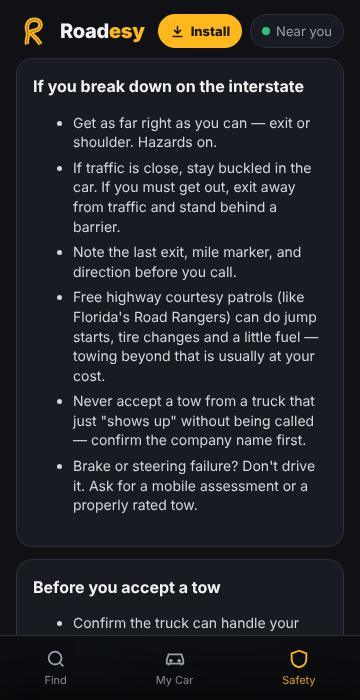 Roadesy
Install
Near you
If you break down on the interstate
• Get as far right as you can — exit or
shoulder. Hazards on.
• If traffic is close, stay buckled in the
car. If you must get out, exit away
from traffic and stand behind a
barrier.
• Note the last exit, mile marker, and
direction before you call.
• Free highway courtesy patrols (like
Florida's Road Rangers) can do jump
starts, tire changes and a little fuel —
towing beyond that is usually at your
cost.
• Never accept a tow from a truck that
just "shows up" without being called
— confirm the company name first.
• Brake or steering failure? Don't drive
it. Ask for a mobile assessment or a
properly rated tow.
Before you accept a tow
• Confirm the truck can handle your
Find
My Car
Safety